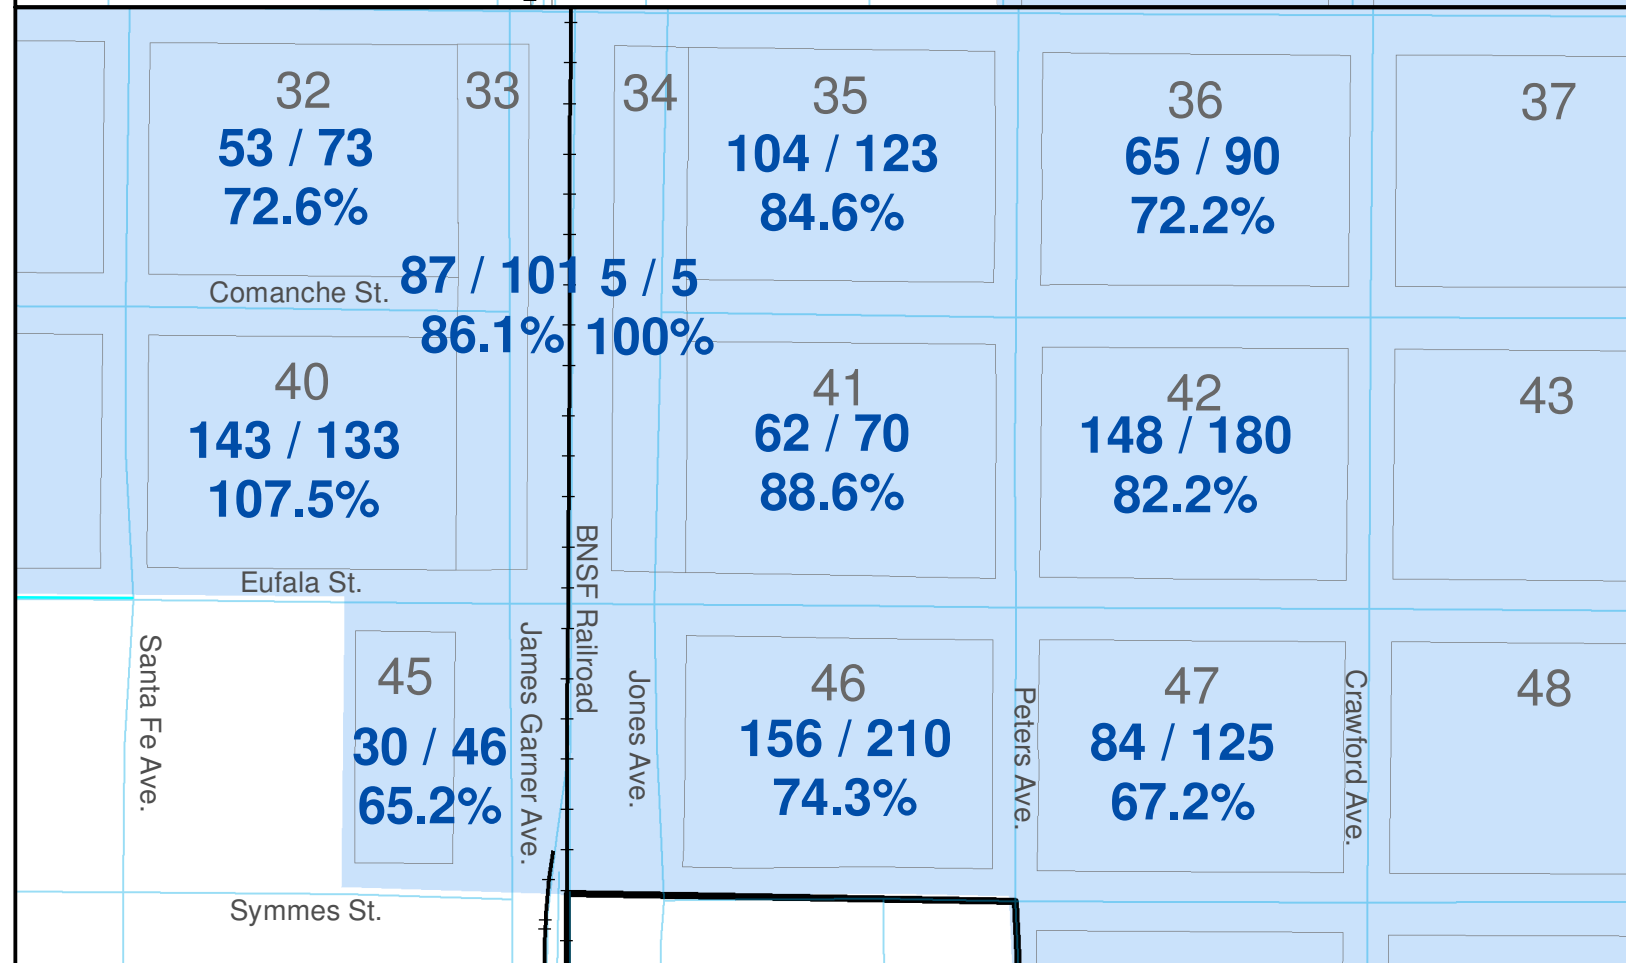 32
53 / 73
72.6%
33
34
35
104 / 123
84.6%
36
65 / 90
72.2%
37
87 / 101
86.1%
5 / 5
100%
Comanche St.
40
143 / 133
107.5%
41
62 / 70
88.6%
42
148 / 180
82.2%
43
Eufala St.
BNSF Railroad
Santa Fe Ave.
45
30 / 46
65.2%
James Garner Ave.
Jones Ave.
46
156 / 210
74.3%
Peters Ave.
47
84 / 125
67.2%
Crawford Ave.
48
Symmes St.